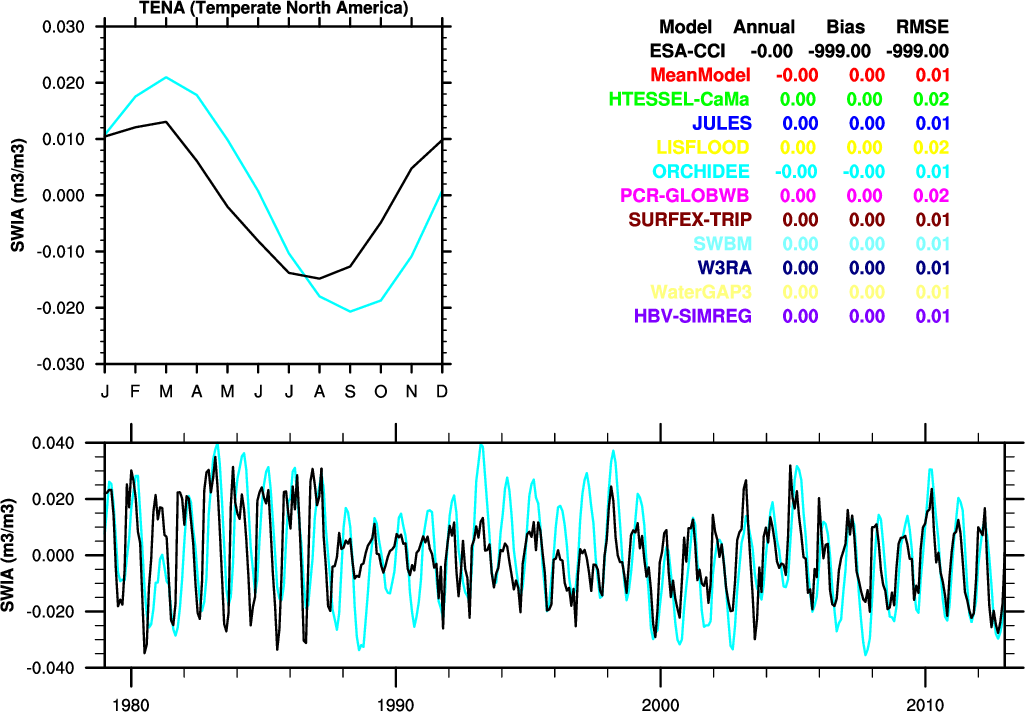 TENA (Temperate North America)
0.030
0.020
0.010
0.000
-0.010
-0.020
-0.030
SWIA (m3/m3)
J F M A M J J A S O N D
Model Annual Bias RMSE
ESA-CCI -0.00 -999.00 -999.00
MeanModel -0.00 0.00 0.01
HTESSEL-CaMa 0.00 0.00 0.02
JULES 0.00 0.00 0.01
LISFLOOD 0.00 0.00 0.02
ORCHIDEE -0.00 -0.00 0.01
PCR-GLOBWB 0.00 0.00 0.02
SURFEX-TRIP 0.00 0.00 0.01
SWBM 0.00 0.00 0.01
W3RA 0.00 0.00 0.01
WaterGAP3 0.00 0.00 0.01
HBV-SIMREG 0.00 0.00 0.01
0.040
0.020
0.000
-0.020
-0.040
SWIA (m3/m3)
1980 1990 2000 2010